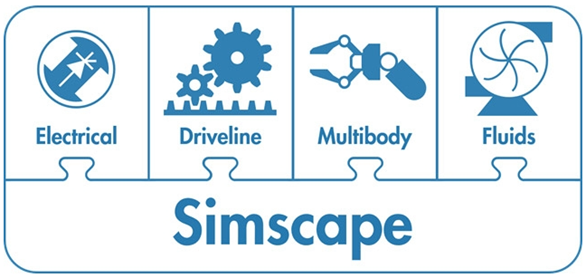 Electrical
Driveline
Multibody
Fluids
Simscape